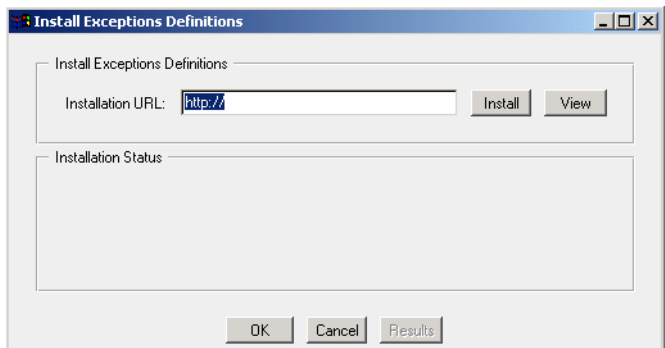 Install Exceptions Definitions
Install Exceptions Definitions
Installation URL: http:// Install View
Installation Status
OK Cancel Results